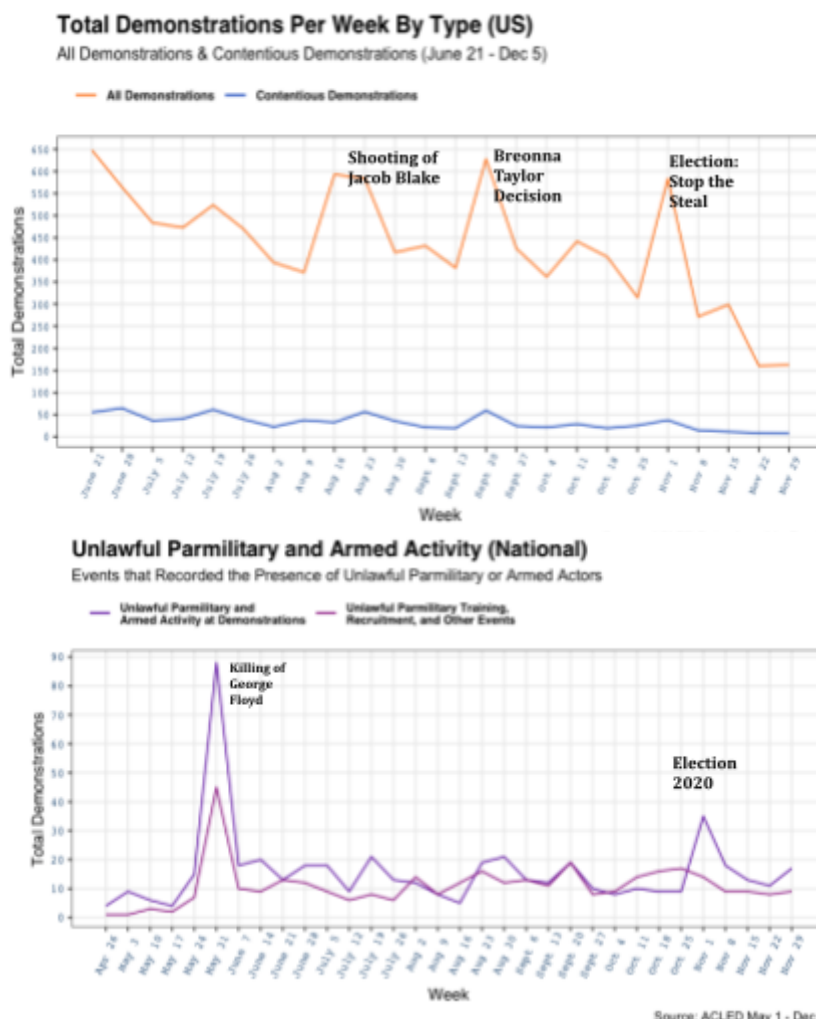 Total Demonstrations Per Week By Type (US)
All Demonstrations & Contentious Demonstrations (June 21 - Dec 5)
All Demonstrations Contentious Demonstrations
650
600
550
500
450
400
350
300
250
200
150
100
50
0
Total Demonstrations
Shooting of
Jacob Blake
Breonna
Taylor
Decision
Election:
Stop the
Steal
June 21 June 28 July 5 July 12 July 19 July 26 Aug 2 Aug 9 Aug 16 Aug 23 Aug 30 Sept 6 Sept 13 Sept 20 Sept 27 Oct 4 Oct 11 Oct 18 Oct 25 Nov 1 Nov 8 Nov 15 Nov 22 Nov 29
Week
Unlawful Parmilitary and Armed Activity (National)
Events that Recorded the Presence of Unlawful Parmilitary or Armed Actors
Unlawful Parmilitary and
Armed Activity at Demonstrations
Unlawful Parmilitary Training,
Recruitment, and Other Events
90
80
70
60
50
40
30
20
10
0
Total Demonstrations
Killing of
George
Floyd
Election
2020
Apr 26 May 3 May 10 May 17 May 24 May 31 June 7 June 14 June 21 June 28 July 5 July 12 July 19 July 26 Aug 2 Aug 9 Aug 16 Aug 23 Aug 30 Sept 6 Sept 13 Sept 20 Sept 27 Oct 4 Oct 11 Oct 18 Oct 25 Nov 1 Nov 8 Nov 15 Nov 22 Nov 29
Week
Source: ACLED May 1 - Dec